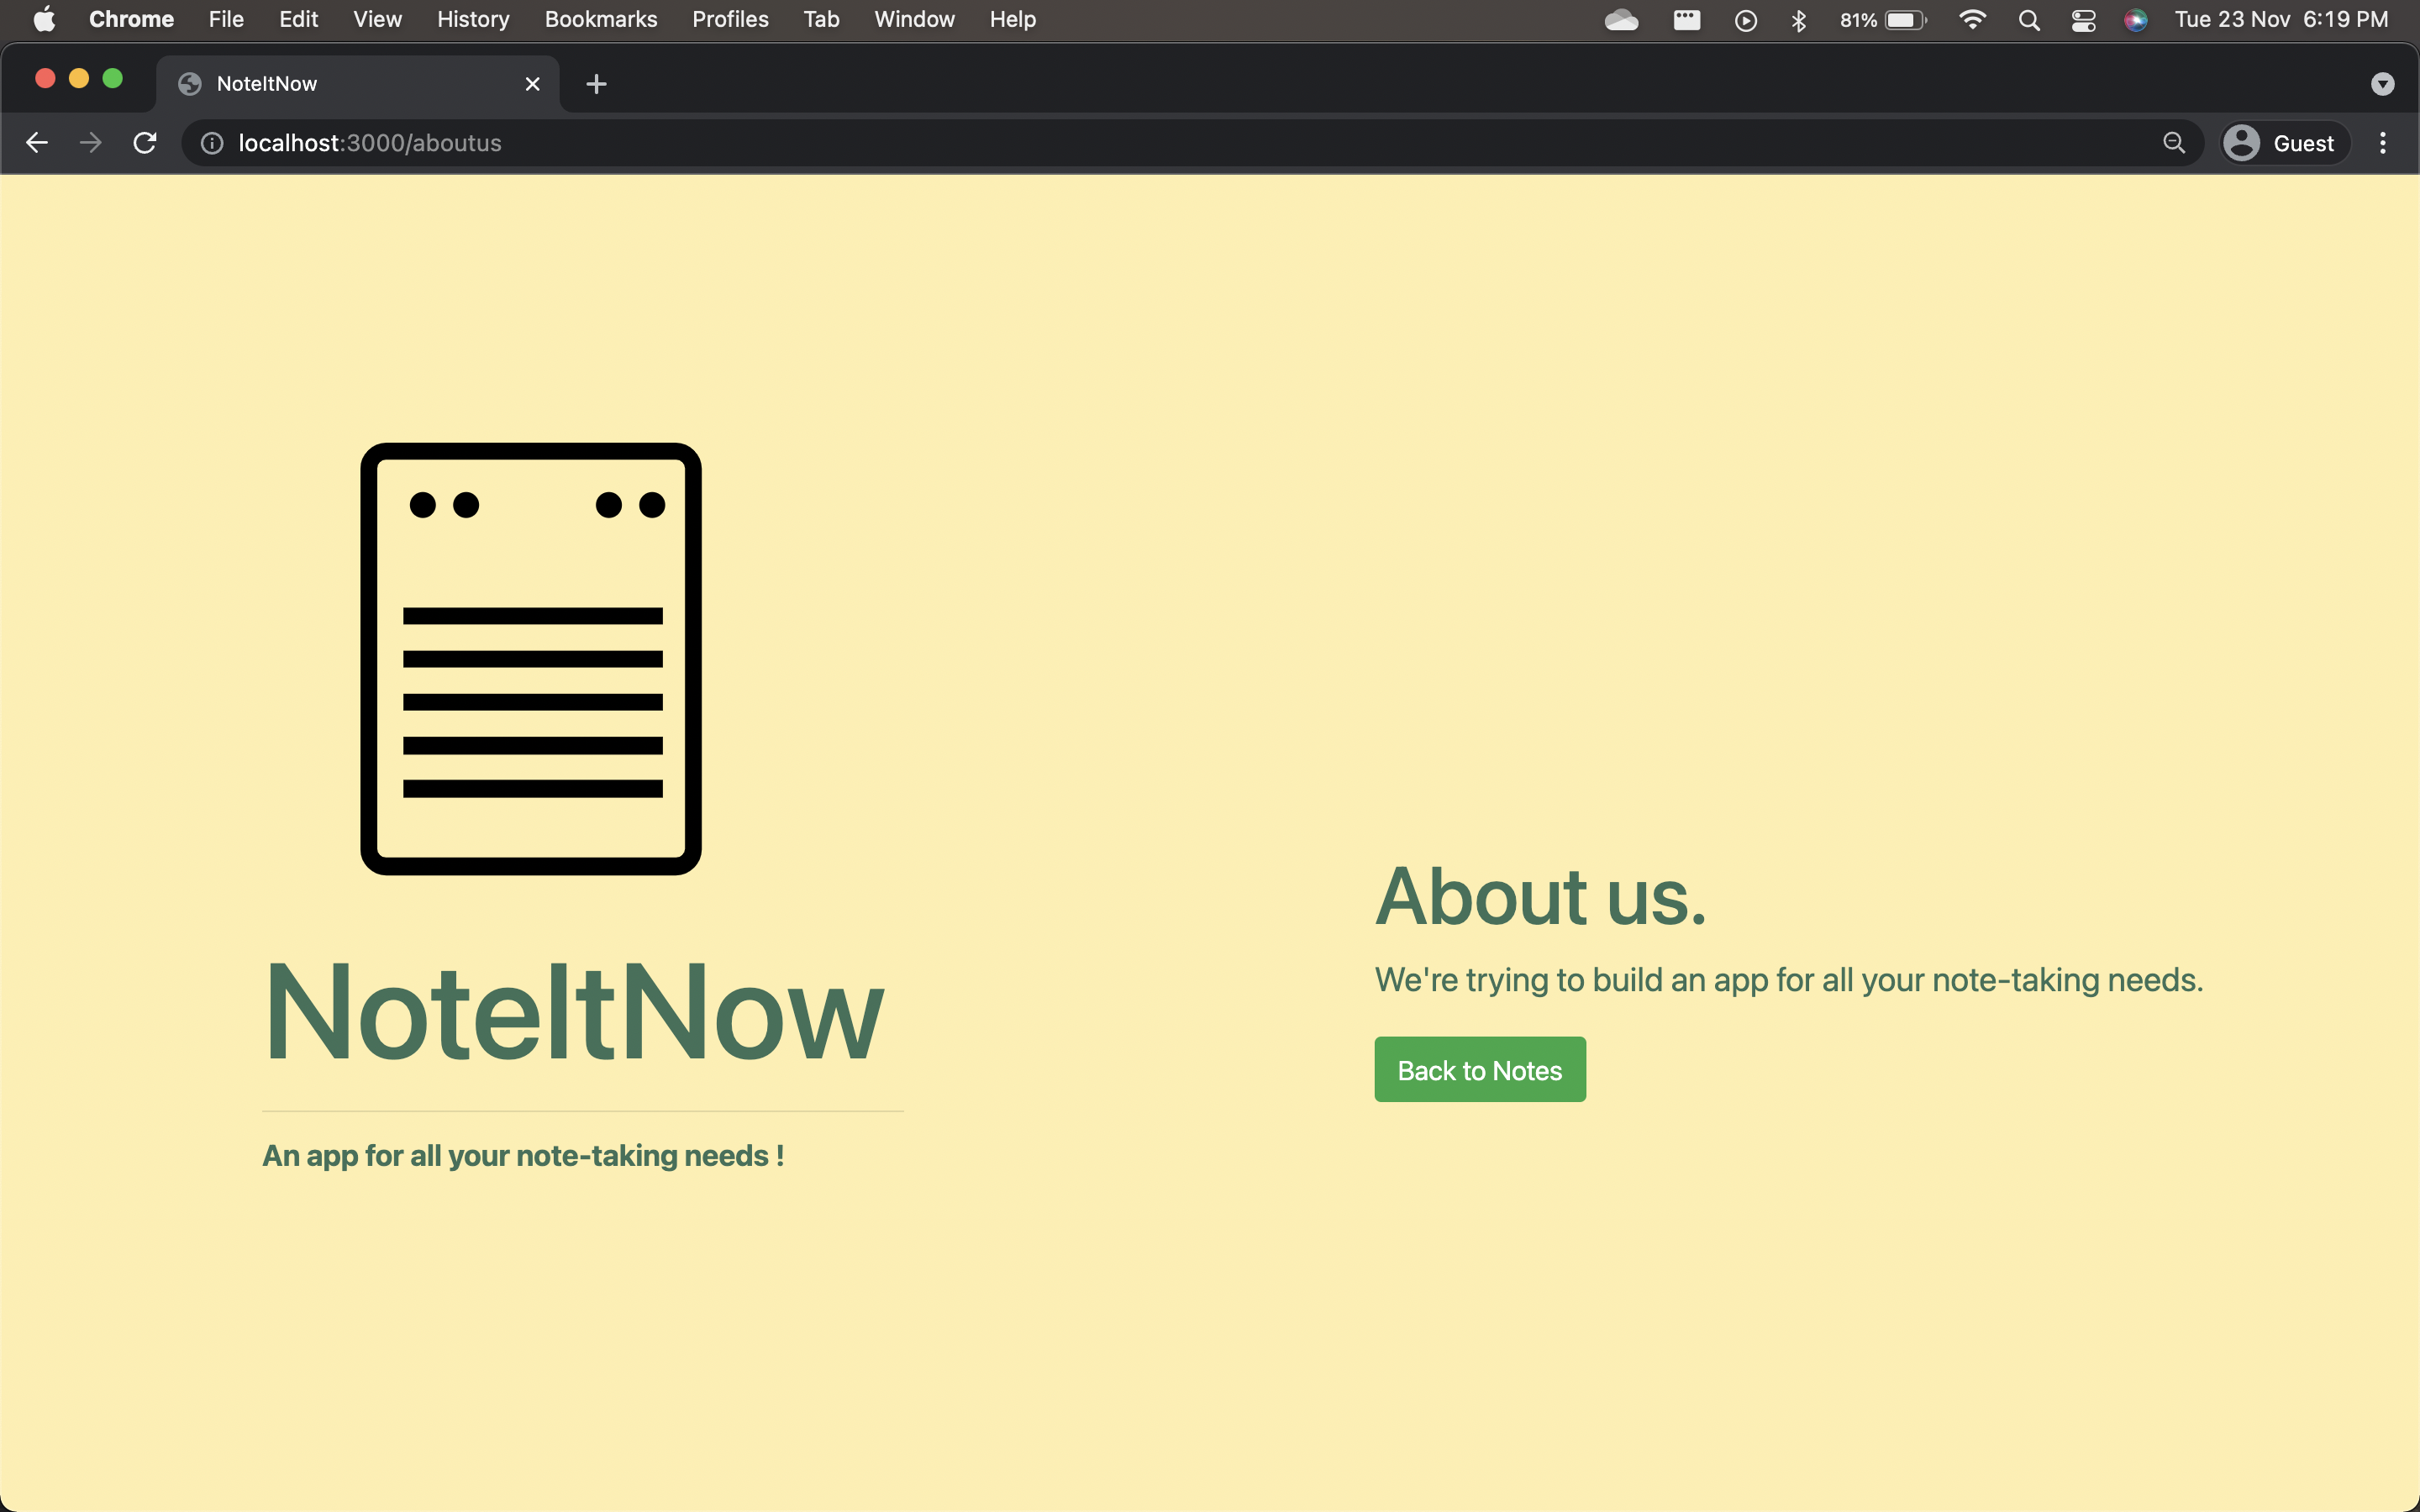 Chrome File Edit View History Bookmarks Profiles Tab Window Help 81% Tue 23 Nov 6:19 PM
NoteItNow
localhost:3000/aboutus Guest
NoteItNow
An app for all your note-taking needs !
About us.
We're trying to build an app for all your note-taking needs.
Back to Notes